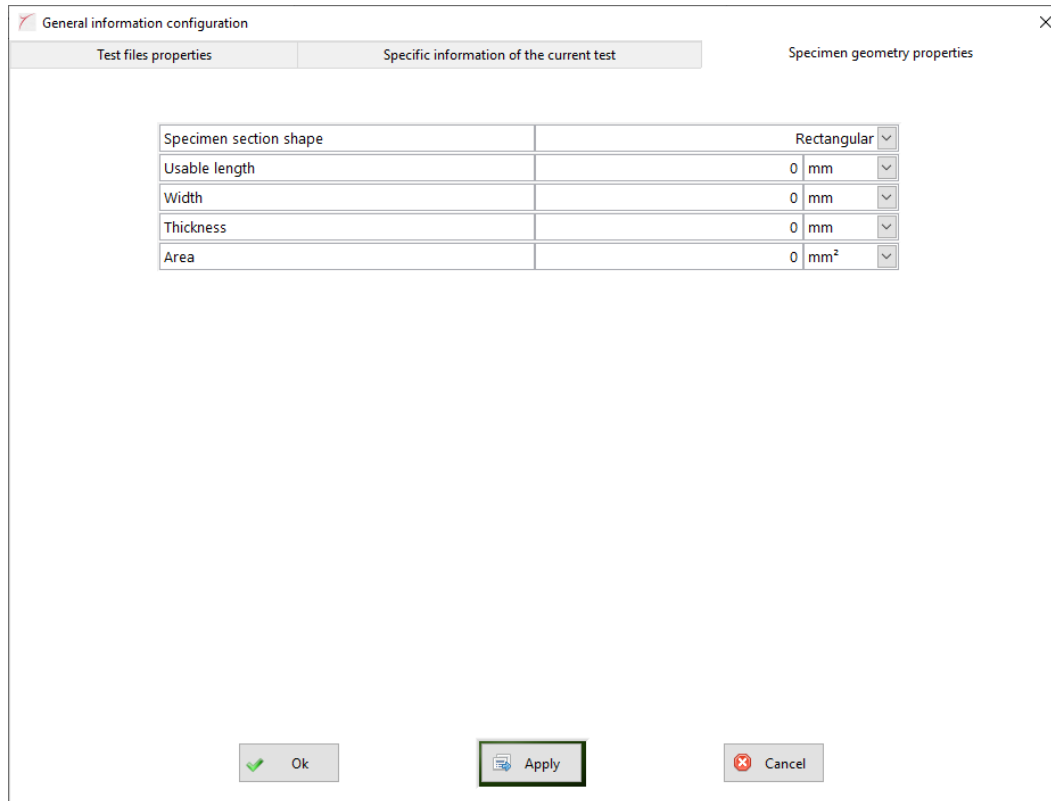 General information configuration
Test files properties Specific information of the current test Specimen geometry properties
Specimen section shape Rectangular
Usable length 0 mm
Width 0 mm
Thickness 0 mm
Area 0 mm²
Ok Apply Cancel